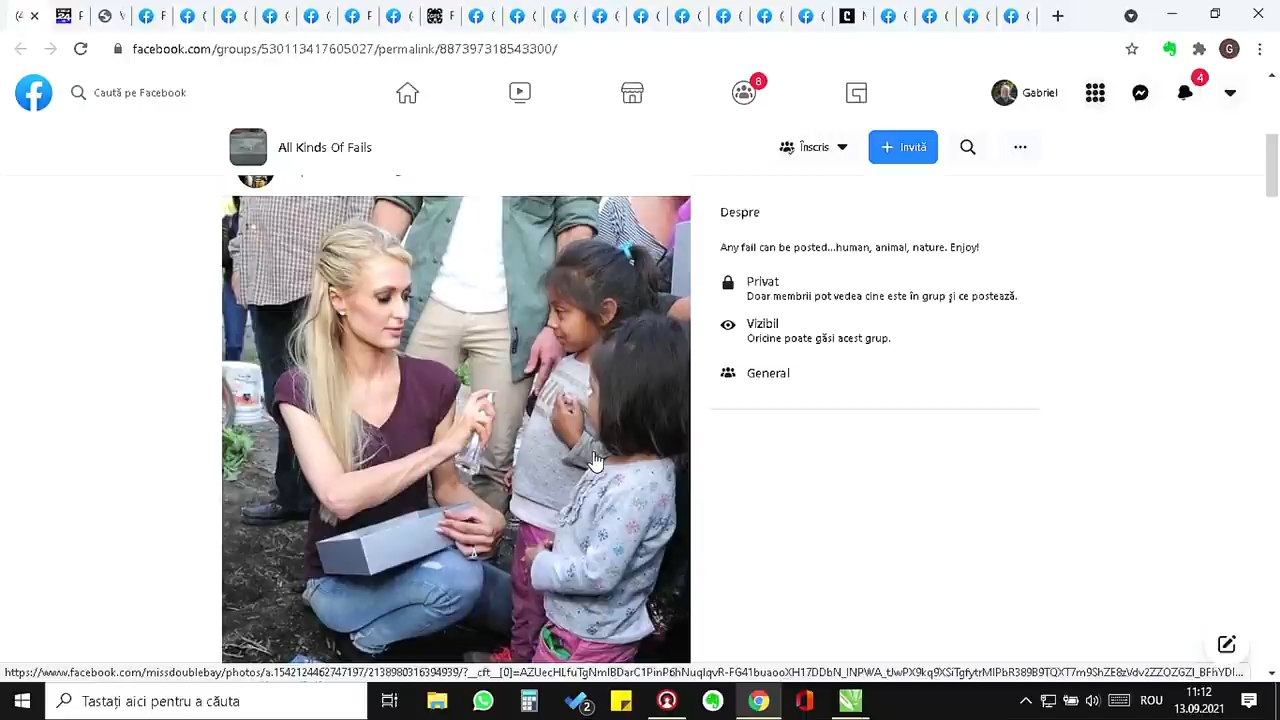 facebook.com/groups/530113417605027/permalink/887397318543300/
G
Caută pe Facebook
8
Gabriel
4
All Kinds Of Fails
Înscris
Invită
Despre
Any fail can be posted...human, animal, nature. Enjoy!
Privat
Doar membrii pot vedea cine este în grup și ce postează.
Vizibil
Oricine poate găsi acest grup.
General
Tastați aici pentru a căuta
2
ROU
11:12
13.09.2021